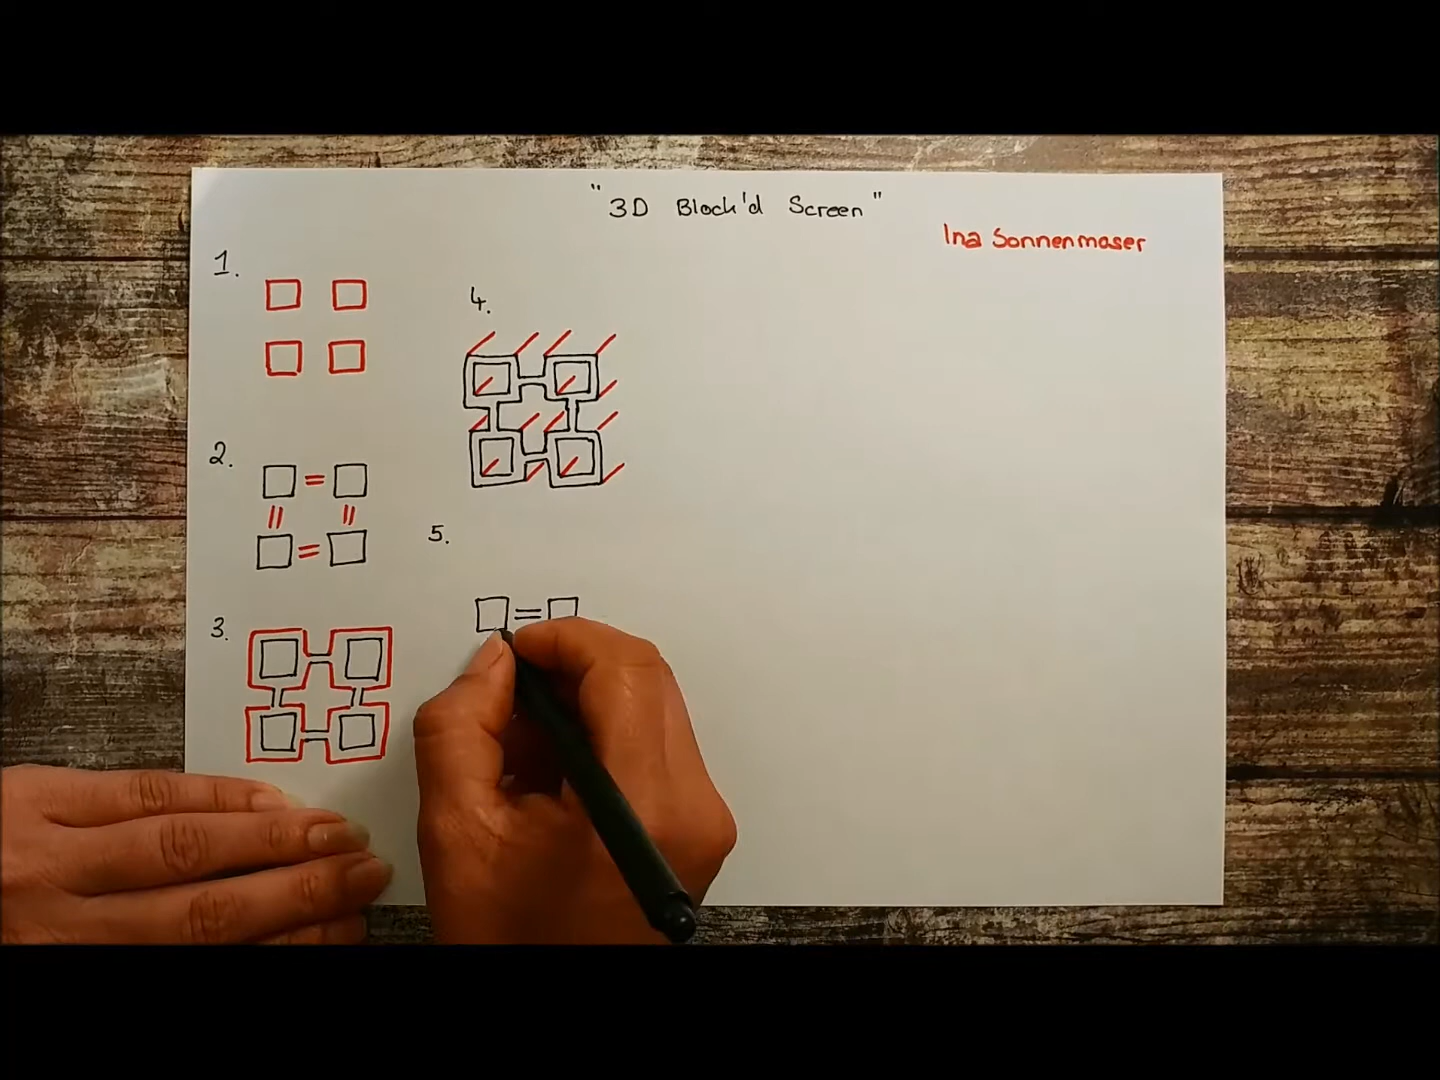 "3D Block'd Screen"
Ina Sonnenmoser
1.
4.
2.
5.
3.